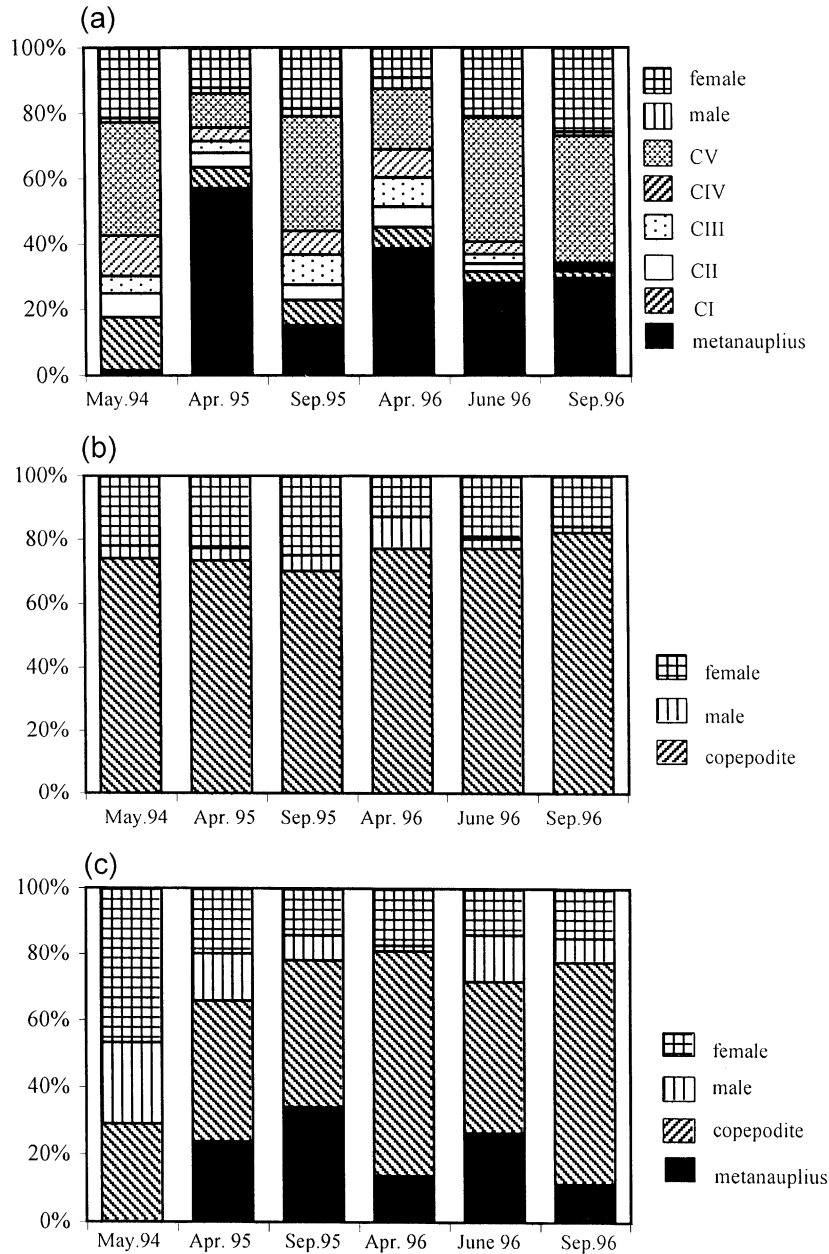 (a)
100%
80%
60%
40%
20%
0%
May.94 Apr. 95 Sep.95 Apr. 96 June 96 Sep.96
female
male
CV
CIV
CIII
CII
CI
metanauplius
(b)
100%
80%
60%
40%
20%
0%
May.94 Apr. 95 Sep.95 Apr. 96 June 96 Sep.96
female
male
copepodite
(c)
100%
80%
60%
40%
20%
0%
May.94 Apr. 95 Sep.95 Apr. 96 June 96 Sep.96
female
male
copepodite
metanauplius